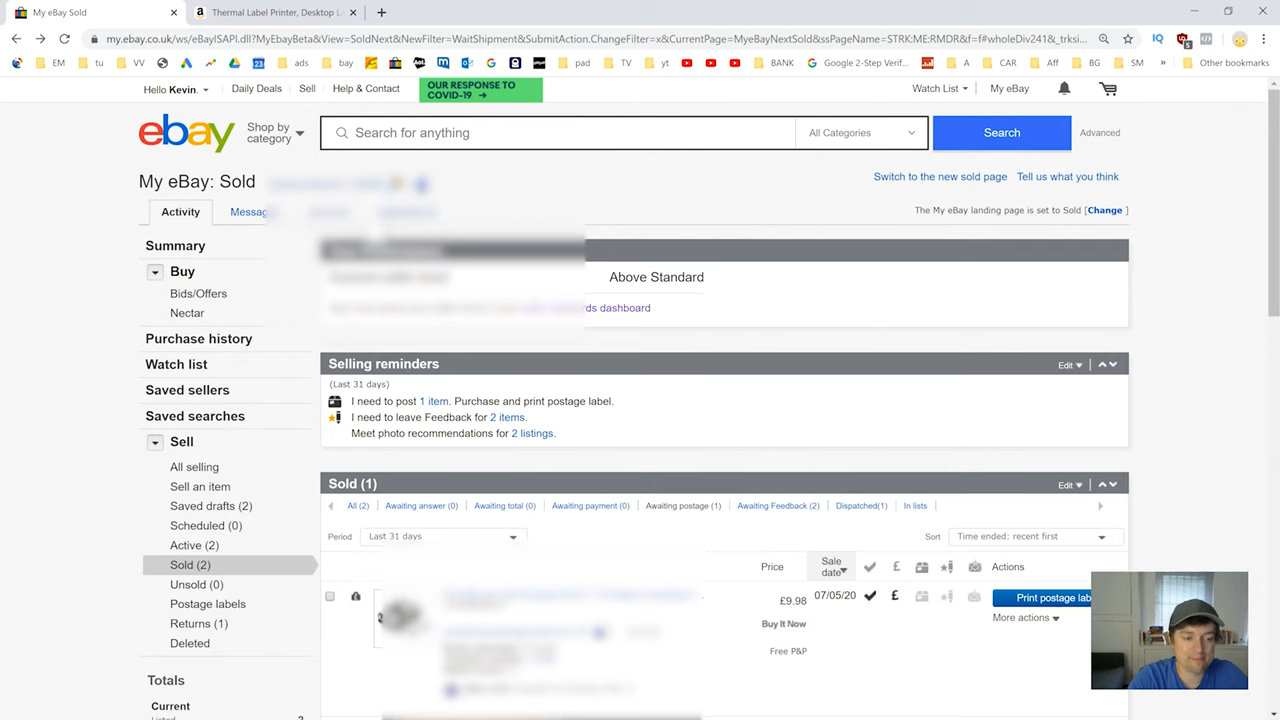 My eBay Sold
Thermal Label Printer, Desktop L
my.ebay.co.uk/ws/eBayISAPI.dll?MyEbayBeta&View=SoldNext&NewFilter=WaitShipment&SubmitAction.ChangeFilter=x&CurrentPage=MyeBayNextSold&ssPageName=STRK:ME:RMDR&f=f#wholeDiv241&_trksi...
EM tu VV 23 ads bay pad TV yt BANK Google 2-Step Verif... A CAR Aff BG SM Other bookmarks
Hello Kevin. Daily Deals Sell Help & Contact OUR RESPONSE TO COVID-19 → Watch List My eBay
ebay Shop by category Search for anything All Categories Search Advanced
My eBay: Sold
Switch to the new sold page Tell us what you think
Activity Messag
The My eBay landing page is set to Sold [Change ]
Summary
Buy
Above Standard
Bids/Offers
ds dashboard
Nectar
Purchase history
Watch list
Saved sellers
Saved searches
Sell
All selling
Sell an item
Saved drafts (2)
Scheduled (0)
Active (2)
Sold (2)
Unsold (0)
Postage labels
Returns (1)
Deleted
Totals
Current
Selling reminders Edit
(Last 31 days)
I need to post 1 item. Purchase and print postage label.
I need to leave Feedback for 2 items.
Meet photo recommendations for 2 listings.
Sold (1) Edit
All (2) Awaiting answer (0) Awaiting total (0) Awaiting payment (0) Awaiting postage (1) Awaiting Feedback (2) Dispatched(1) In lists
Period Last 31 days Sort Time ended: recent first
Price Sale date £ Actions
£9.98 07/05/20 £ Print postage lab
Buy It Now More actions
Free P&P